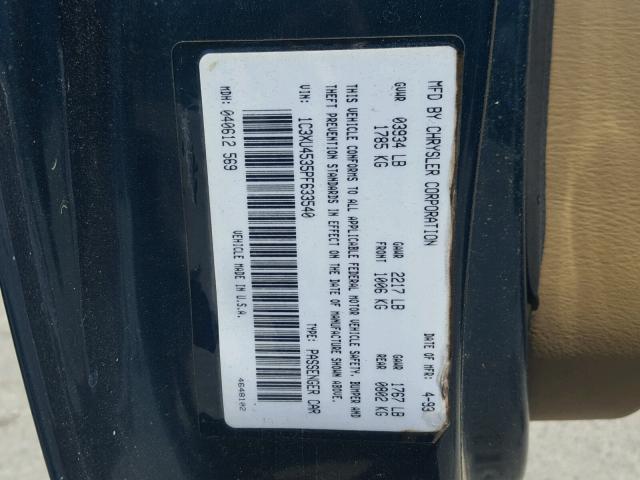 MFD BY CHRYSLER CORPORATION DATE OF MFR: 4-93
GVWR 03934 LB GAWR 2217 LB GAWR 1767 LB
1785 KG FRONT 1006 KG REAR 0802 KG
THIS VEHICLE CONFORMS TO ALL APPLICABLE FEDERAL MOTOR VEHICLE SAFETY, BUMPER AND
THEFT PREVENTION STANDARDS IN EFFECT ON THE DATE OF MANUFACTURE SHOWN ABOVE.
VIN: 1C3XU4535PF633540 TYPE: PASSENGER CAR
MDH: 040612 569 VEHICLE MADE IN U.S.A. 4648102